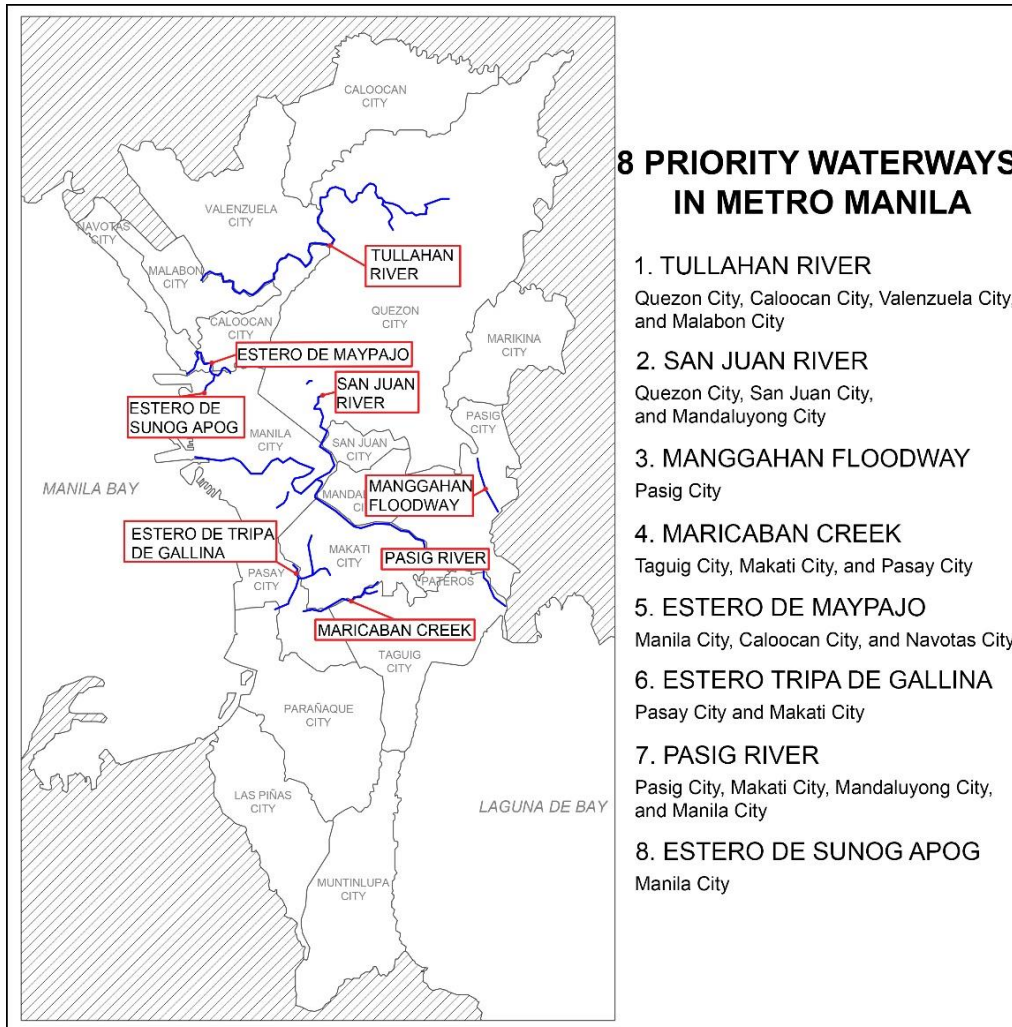 8 PRIORITY WATERWAYS
IN METRO MANILA
1. TULLAHAN RIVER
Quezon City, Caloocan City, Valenzuela City,
and Malabon City
2. SAN JUAN RIVER
Quezon City, San Juan City,
and Mandaluyong City
3. MANGGAHAN FLOODWAY
Pasig City
4. MARICABAN CREEK
Taguig City, Makati City, and Pasay City
5. ESTERO DE MAYPAJO
Manila City, Caloocan City, and Navotas City
6. ESTERO TRIPA DE GALLINA
Pasay City and Makati City
7. PASIG RIVER
Pasig City, Makati City, Mandaluyong City,
and Manila City
8. ESTERO DE SUNOG APOG
Manila City
CALOOCAN
CITY
VALENZUELA
CITY
NAVOTAS
CITY
MALABON
CITY
TULLAHAN
RIVER
QUEZON
CITY
CALOOCAN
CITY
MARIKINA
CITY
ESTERO DE MAYPAJO
SAN JUAN
RIVER
ESTERO DE
SUNOG APOG
MANILA
CITY
PASIG
CITY
SAN JUAN
CITY
MANILA BAY
MANGGAHAN
FLOODWAY
ESTERO DE TRIPA
DE GALLINA
MAKATI
CITY
PASIG RIVER
PASAY
CITY
PATEROS
MARICABAN CREEK
TAGUIG
CITY
PARAÑAQUE
CITY
LAS PIÑAS
CITY
LAGUNA DE BAY
MUNTINLUPA
CITY